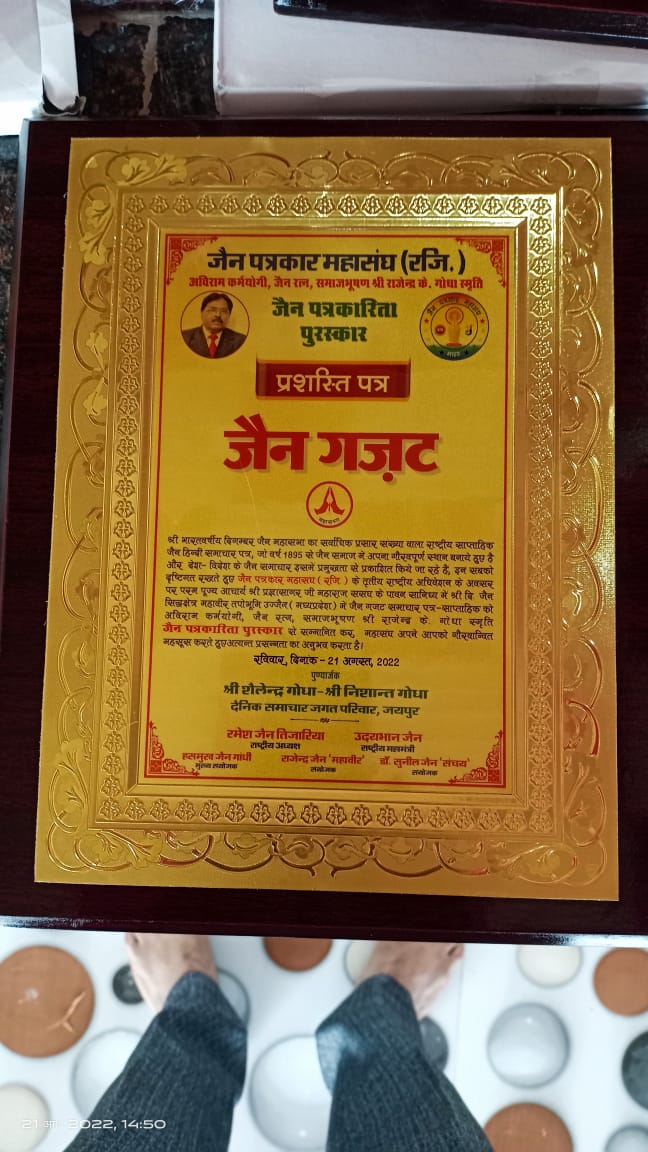 जैन पत्रकार महासंघ (रजि.)
अविराम कर्मयोगी, जैन रत्न, समाजभूषण श्री राजेन्द्र के. गोधा स्मृति
जैन पत्रकारिता
पुरस्कार
प्रशस्ति पत्र
जैन गज़ट
महासभा
श्री भारतवर्षीय दिगम्बर जैन महासभा का सर्वाधिक प्रसार संख्या वाला राष्ट्रीय साप्ताहिक
जैन हिन्दी समाचार पत्र, जो वर्ष 1895 से जैन समाज मे अपना गौरवपूर्ण स्थान बनाये हुए है
और देश- विदेश के जैन समाचार इसमे प्रमुखता से प्रकाशित किये जा रहे है, इन सबको
दृष्टिगत रखते हुए जैन पत्रकार महासंघ ( रजि. ) के तृतीय राष्ट्रीय अधिवेशन के अवसर
पर परम पूज्य आचार्य श्री प्रज्ञासागर जी महाराज ससंघ के पावन सानिध्य मे श्री दि. जैन
सिद्धक्षेत्र महावीर तपोभूमि उज्जैन ( मध्यप्रदेश ) मे जैन गजट समाचार पत्र-साप्ताहिक को
अविराम कर्मयोगी, जैन रत्न, समाजभूषण श्री राजेन्द्र के. गोधा स्मृति
जैन पत्रकारिता पुरस्कार से सम्मानित कर, महासंघ अपने आपको गौरवान्वित
महसूस करते हुए अत्यन्त प्रसन्नता का अनुभव करता है।
रविवार, दिनांक - 21 अगस्त, 2022
पुण्यार्जक
श्री शैलेन्द्र गोधा-श्री निशान्त गोधा
दैनिक समाचार जगत परिवार, जयपुर
रमेश जैन तिजारिया उदयभान जैन
राष्ट्रीय अध्यक्ष राष्ट्रीय महामंत्री
हसमुख जैन गांधी राजेन्द्र जैन 'महावीर' डॉ. सुनील जैन 'संचय'
मुख्य संयोजक संयोजक संयोजक
2022, 14:50